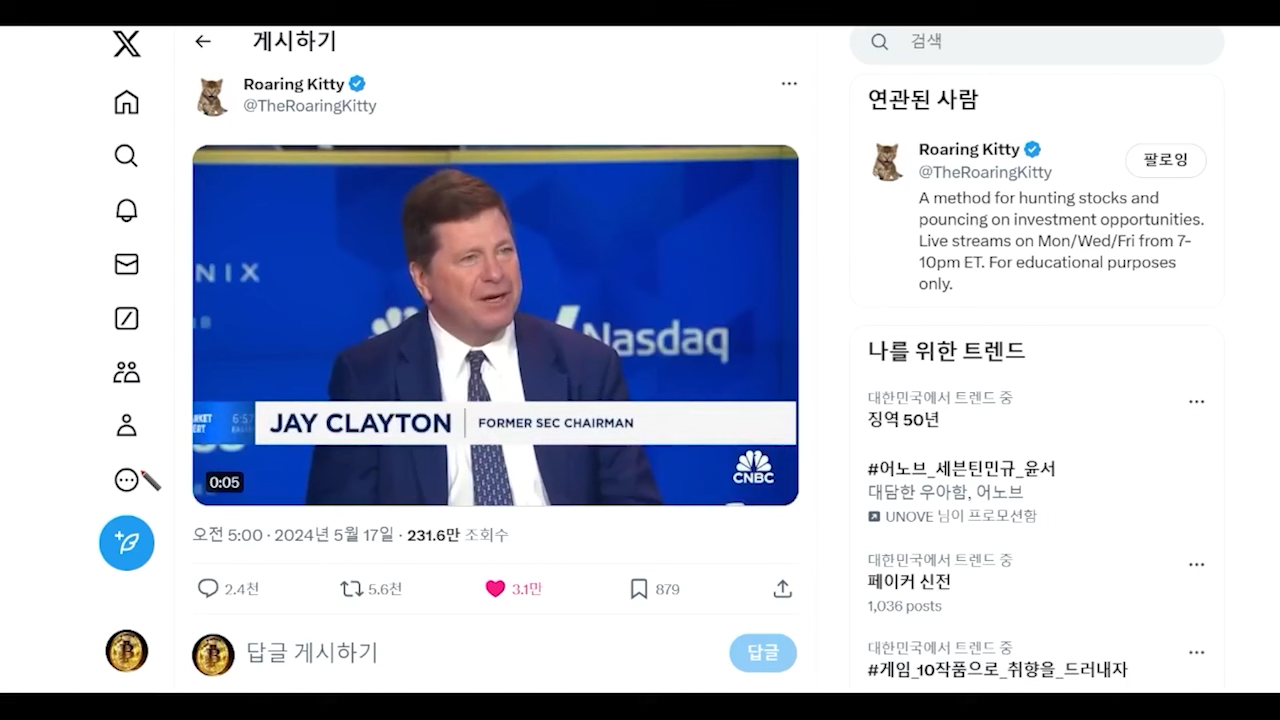 게시하기
Roaring Kitty
@TheRoaringKitty
NIX
Nasdaq
6:57
JAY CLAYTON
FORMER SEC CHAIRMAN
0:05
CNBC
오전 5:00 · 2024년 5월 17일 · 231.6만 조회수
2.4천 5.6천 3.1만 879
답글 게시하기
답글
검색
연관된 사람
Roaring Kitty
@TheRoaringKitty
팔로잉
A method for hunting stocks and
pouncing on investment opportunities.
Live streams on Mon/Wed/Fri from 7-
10pm ET. For educational purposes
only.
나를 위한 트렌드
대한민국에서 트렌드 중
징역 50년
#어노브_세븐틴민규_윤서
대담한 우아함, 어노브
UNOVE 님이 프로모션함
대한민국에서 트렌드 중
페이커 신전
1,036 posts
대한민국에서 트렌드 중
#게임_10작품으로_취향을_드러내자